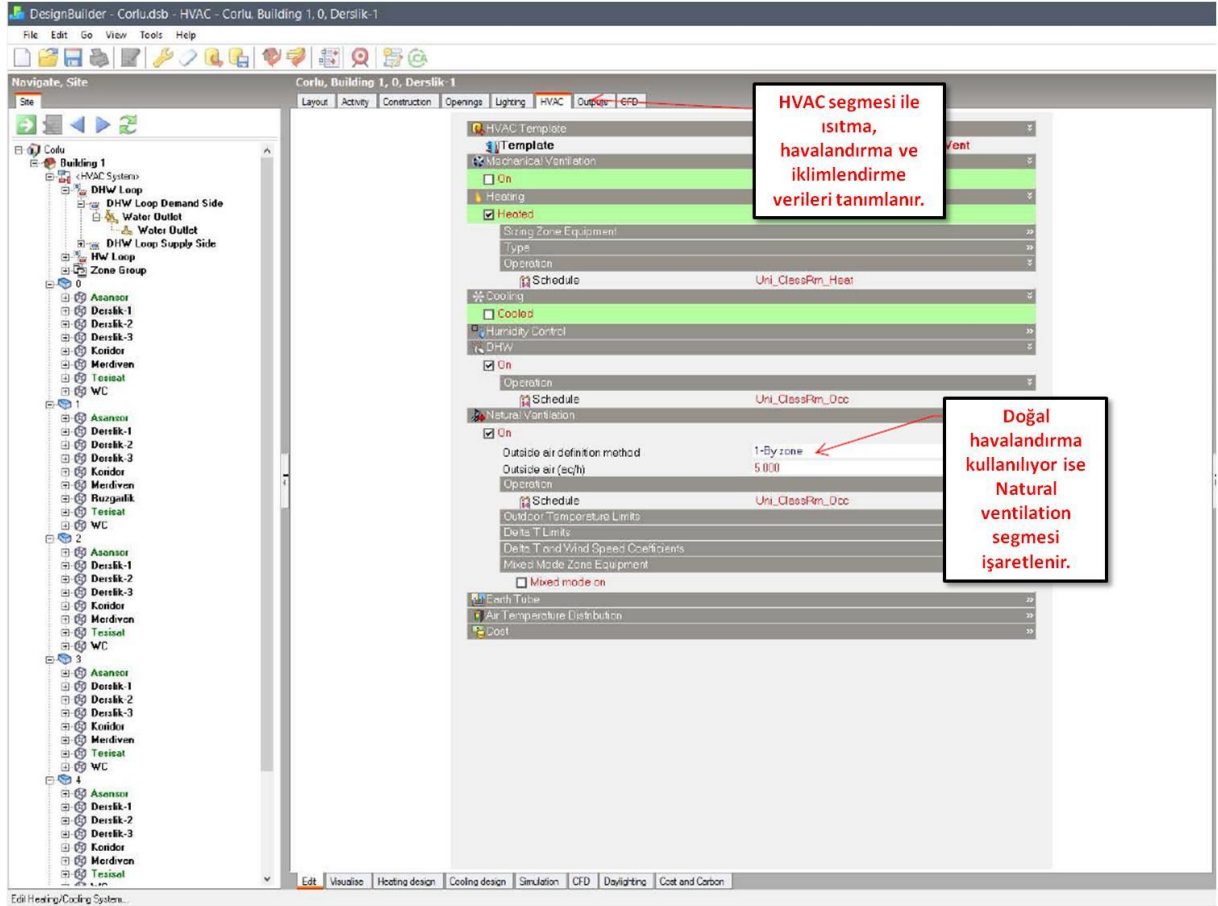 DesignBuilder - Corlu.dsb - HVAC - Corlu, Building 1, 0, Derslik-1
File Edit Go View Tools Help
Navigate, Site
Site
Corlu
Building 1
<HVAC System>
DHW Loop
DHW Loop Demand Side
Water Outlet
Water Outlet
DHW Loop Supply Side
HW Loop
Zone Group
0
Asansor
Derslik-1
Derslik-2
Derslik-3
Koridor
Merdiven
Tesisat
WC
1
Asansor
Derslik-1
Derslik-2
Derslik-3
Koridor
Merdiven
Ruzgarlik
Tesisat
WC
2
Asansor
Derslik-1
Derslik-2
Derslik-3
Koridor
Merdiven
Tesisat
WC
3
Asansor
Derslik-1
Derslik-2
Derslik-3
Koridor
Merdiven
Tesisat
WC
4
Asansor
Derslik-1
Derslik-2
Derslik-3
Koridor
Merdiven
Tesisat
WC
Corlu, Building 1, 0, Derslik-1
Layout Activity Construction Openings Lighting HVAC Outputs CFD
HVAC Template
Template Vent
Mechanical Ventilation
On
Heating
Heated
Sizing Zone Equipment
Type
Operation
Schedule Uni_ClassRm_Heat
Cooling
Cooled
Humidity Control
DHW
On
Operation
Schedule Uni_ClassRm_Occ
Natural Ventilation
On
Outside air definition method 1-By zone
Outside air (ac/h) 5.000
Operation
Schedule Uni_ClassRm_Occ
Outdoor Temperature Limits
Delta T Limits
Delta T and Wind Speed Coefficients
Mixed Mode Zone Equipment
Mixed mode on
Earth Tube
Air Temperature Distribution
Cost
HVAC segmesi ile
ısıtma,
havalandırma ve
iklimlendirme
verileri tanımlanır.
Doğal
havalandırma
kullanılıyor ise
Natural
ventilation
segmesi
işaretlenir.
Edit Visualise Heating design Cooling design Simulation CFD Daylighting Cost and Carbon
Edit Heating/Cooling System...